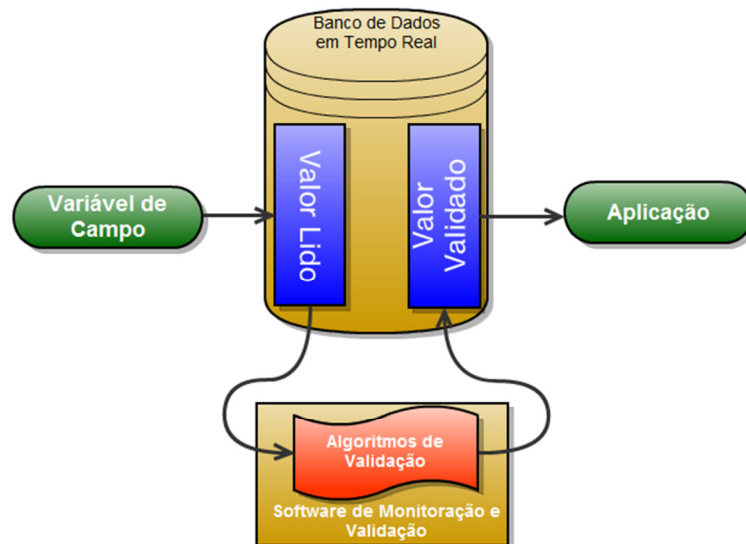 Banco de Dados
em Tempo Real
Variável de
Campo
Valor Lido
Valor
Validado
Aplicação
Algoritmos de
Validação
Software de Monitoração e
Validação